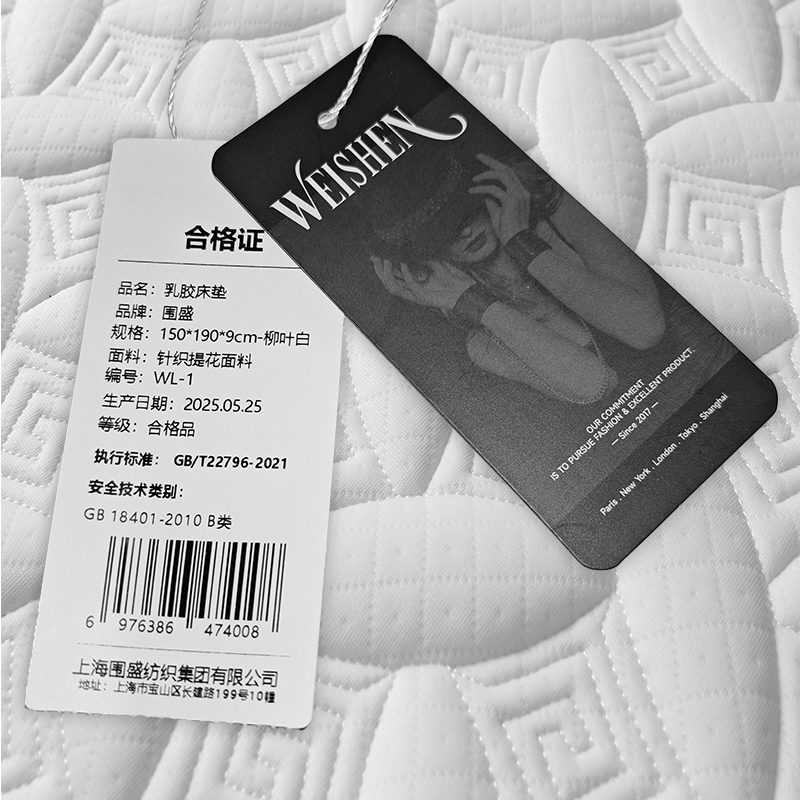 合格证
品名：乳胶床垫
品牌：围盛
规格：150*190*9cm-柳叶白
面料：针织提花面料
编号：WL-1
生产日期：2025.05.25
等级：合格品
执行标准： GB/T22796-2021
安全技术类别：
GB 18401-2010 B类
6 976386 474008
上海围盛纺织集团有限公司
地址：上海市宝山区长建路199号10幢
WEISHEN
OUR COMMITMENT
IS TO PURSUE FASHION & EXCELLENT PRODUCT.
— Since 2017 —
Paris . New York . London . Tokyo . Shanghai